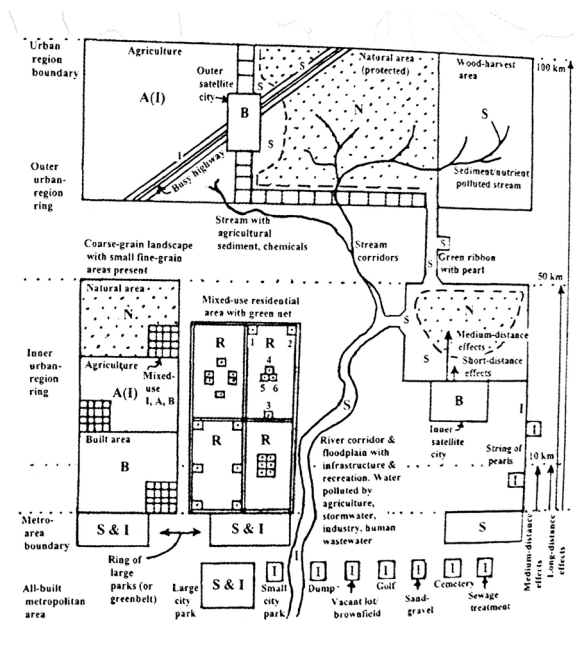 Urban
region
boundary
Agriculture
A(I)
Outer
satellite
city
B
S
S
Natural area
(protected)
N
Wood-harvest
area
S
100 km
S
S
I
Busy highway
Outer
urban-
region
ring
Sediment/nutrient
polluted stream
Stream with
agricultural
sediment, chemicals
Stream
corridors
S
S
Green ribbon
with pearl
Coarse-grain landscape
with small fine-grain
areas present
50 km
Natural area
N
Mixed-use residential
area with green net
S
S
N
Medium-distance
effects
Short-distance
effects
S
Inner
urban-
region
ring
Agriculture
A(I)
Mixed-
use
I, A, B
R
R
1
2
4
5
6
3
S
B
Inner
satellite
city
I
I
String of
pearls
Built area
B
R
R
River corridor &
floodplain with
infrastructure &
recreation. Water
polluted by
agriculture,
stormwater,
industry, human
wastewater
10 km
I
Metro-
area
boundary
S & I
S & I
S
Medium-distance
effects
Long-distance
effects
Ring of
large
parks (or
greenbelt)
I
All-built
metropolitan
area
Large
city
park
S & I
I
Small
city
park
I
Dump
I
Vacant lot/
brownfield
I
Golf
I
Sand-
gravel
I
Cemetery
I
Sewage
treatment